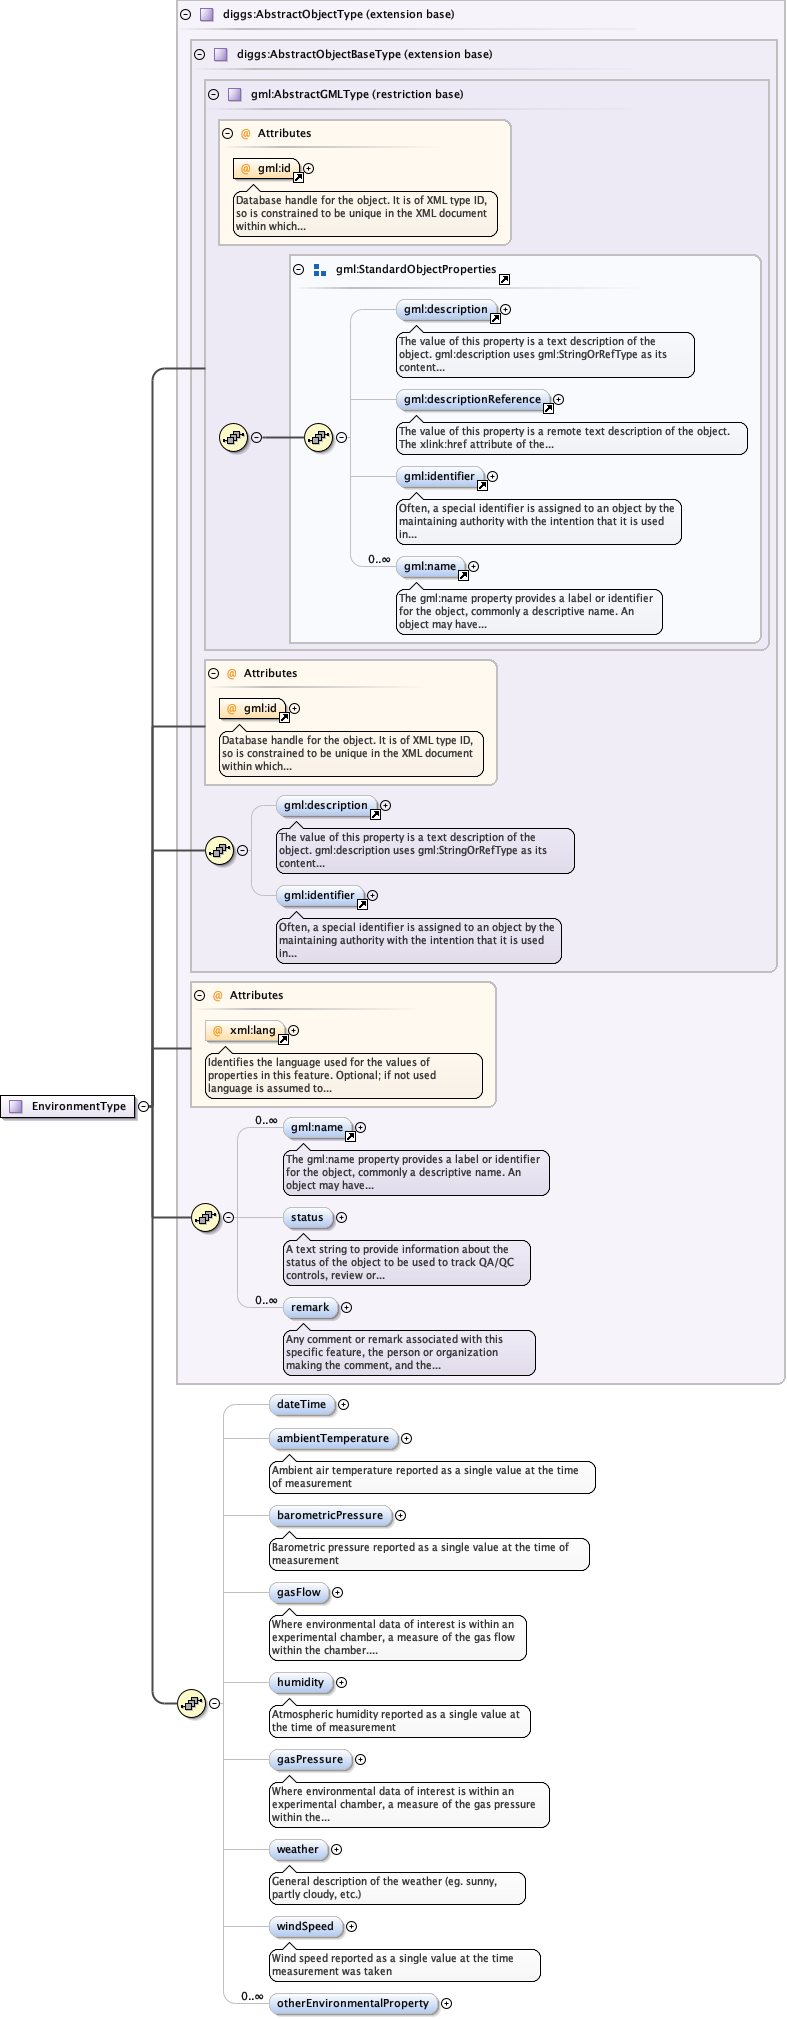 diggs:AbstractObjectType (extension base)
diggs:AbstractObjectBaseType (extension base)
gml:AbstractGMLType (restriction base)
@ Attributes
@ gml:id
Database handle for the object. It is of XML type ID,
so is constrained to be unique in the XML document
within which...
gml:StandardObjectProperties
gml:description
The value of this property is a text description of the
object. gml:description uses gml:StringOrRefType as its
content...
gml:descriptionReference
The value of this property is a remote text description of the object.
The xlink:href attribute of the...
gml:identifier
Often, a special identifier is assigned to an object by the
maintaining authority with the intention that it is used
in...
0..∞
gml:name
The gml:name property provides a label or identifier
for the object, commonly a descriptive name. An
object may have...
@ Attributes
@ gml:id
Database handle for the object. It is of XML type ID,
so is constrained to be unique in the XML document
within which...
gml:description
The value of this property is a text description of the
object. gml:description uses gml:StringOrRefType as its
content...
gml:identifier
Often, a special identifier is assigned to an object by the
maintaining authority with the intention that it is used
in...
@ Attributes
@ xml:lang
Identifies the language used for the values of
properties in this feature. Optional; if not used
language is assumed to...
EnvironmentType
0..∞
gml:name
The gml:name property provides a label or identifier
for the object, commonly a descriptive name. An
object may have...
status
A text string to provide information about the
status of the object to be used to track QA/QC
controls, review or...
0..∞
remark
Any comment or remark associated with this
specific feature, the person or organization
making the comment, and the...
dateTime
ambientTemperature
Ambient air temperature reported as a single value at the time
of measurement
barometricPressure
Barometric pressure reported as a single value at the time of
measurement
gasFlow
Where environmental data of interest is within an
experimental chamber, a measure of the gas flow
within the chamber....
humidity
Atmospheric humidity reported as a single value at
the time of measurement
gasPressure
Where environmental data of interest is within an
experimental chamber, a measure of the gas pressure
within the...
weather
General description of the weather (eg. sunny,
partly cloudy, etc.)
windSpeed
Wind speed reported as a single value at the time
measurement was taken
0..∞
otherEnvironmentalProperty